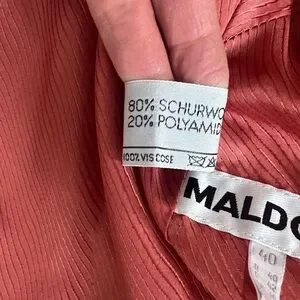 80% SCHURWO
20% POLYAMID
100% VISCOSE
MALDO
40